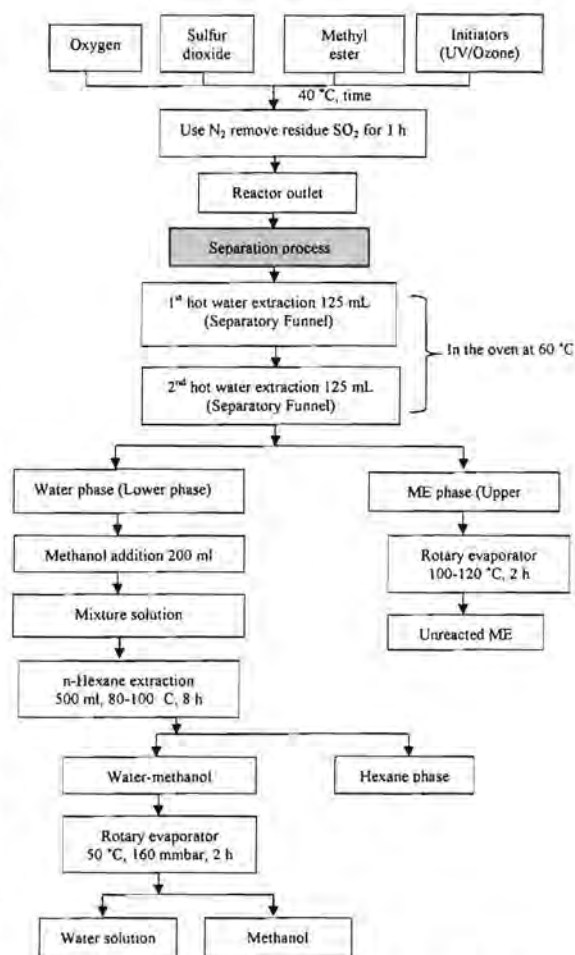 Oxygen
Sulfur
dioxide
Methyl
ester
Initiators
(UV/Ozone)
40 °C, time
Use N₂ remove residue SO₂ for 1 h
Reactor outlet
Separation process
1st hot water extraction 125 mL
(Separatory Funnel)
In the oven at 60 °C
2nd hot water extraction 125 mL
(Separatory Funnel)
Water phase (Lower phase)
ME phase (Upper
Methanol addition 200 ml
Rotary evaporator
100-120 °C, 2 h
Mixture solution
Unreacted ME
n-Hexane extraction
500 ml, 80-100 C, 8 h
Water-methanol
Hexane phase
Rotary evaporator
50 °C, 160 mmbar, 2 h
Water solution
Methanol